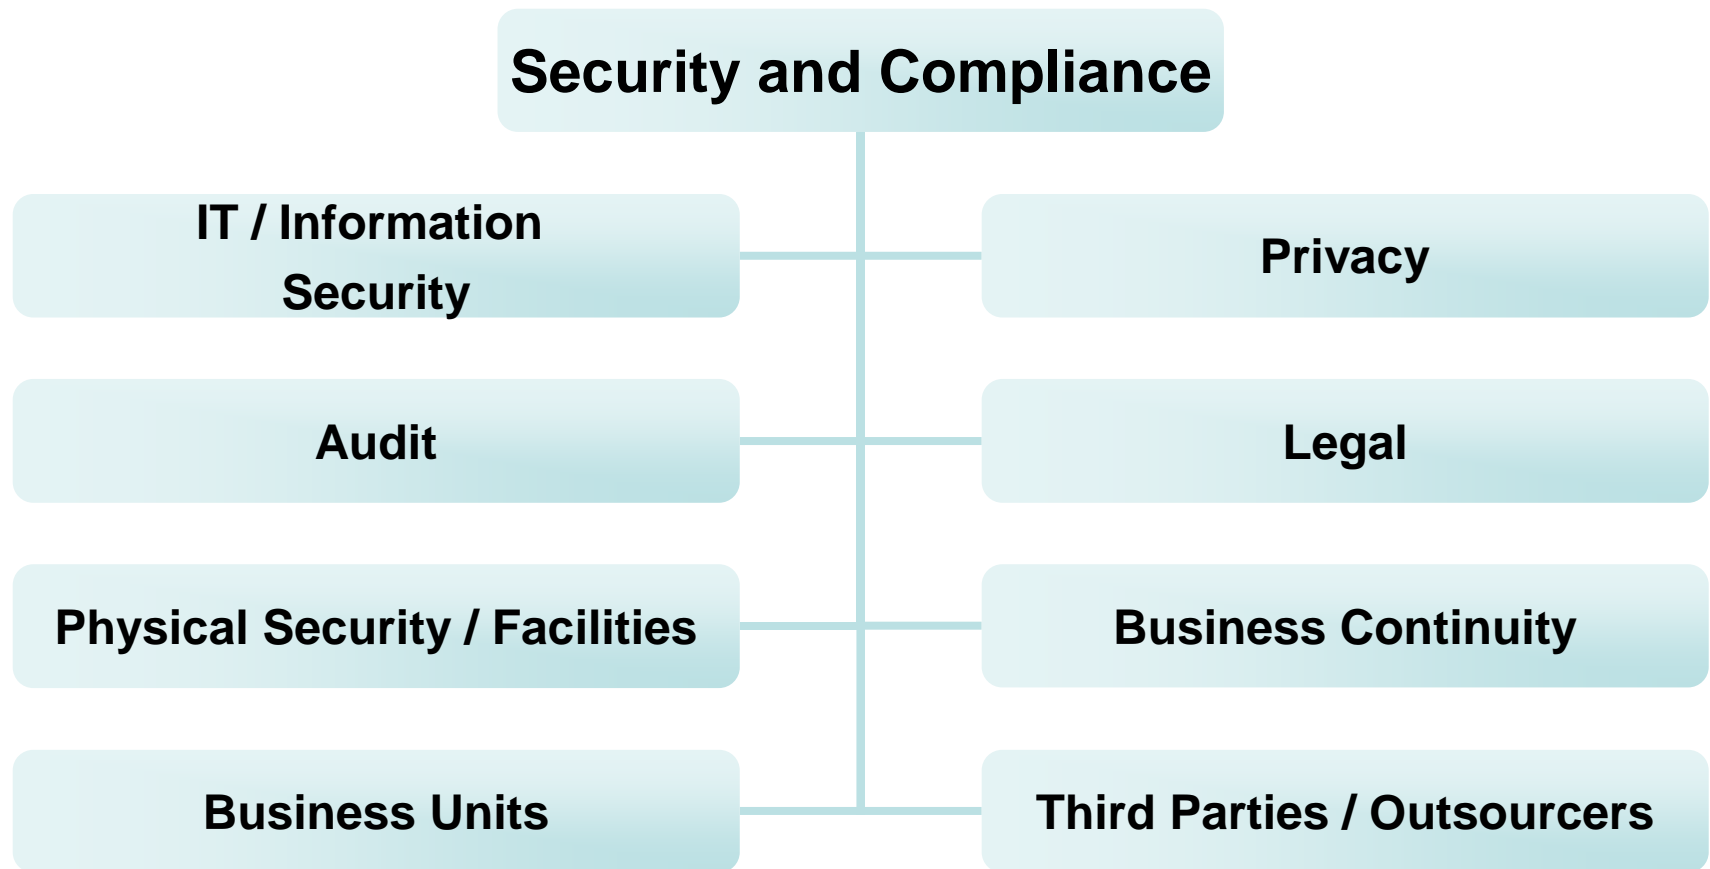 Security and Compliance
IT / Information
Security
Privacy
Audit
Legal
Physical Security / Facilities
Business Continuity
Business Units
Third Parties / Outsourcers